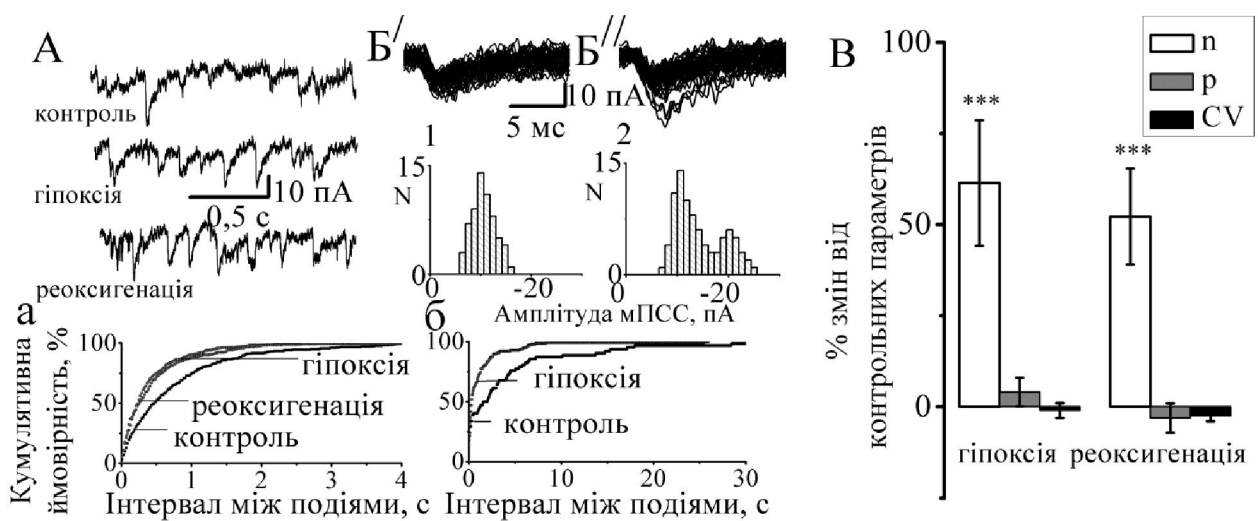 А
контроль
гіпоксія
10 пА
0,5 с
реоксигенація
Б/
Б//
10 пА
5 мс
1
2
15
N
0
0
-20
15
N
0
0
-20
Амплітуда мПСС, пА
а
Кумулятивна
ймовірність, %
100
50
0
гіпоксія
реоксигенація
контроль
0
1
2
3
4
Інтервал між подіями, с
б
100
50
0
гіпоксія
контроль
0
10
20
30
Інтервал між подіями, с
В
% змін від
контрольних параметрів
100
50
0
n
p
CV
***
***
гіпоксія
реоксигенація